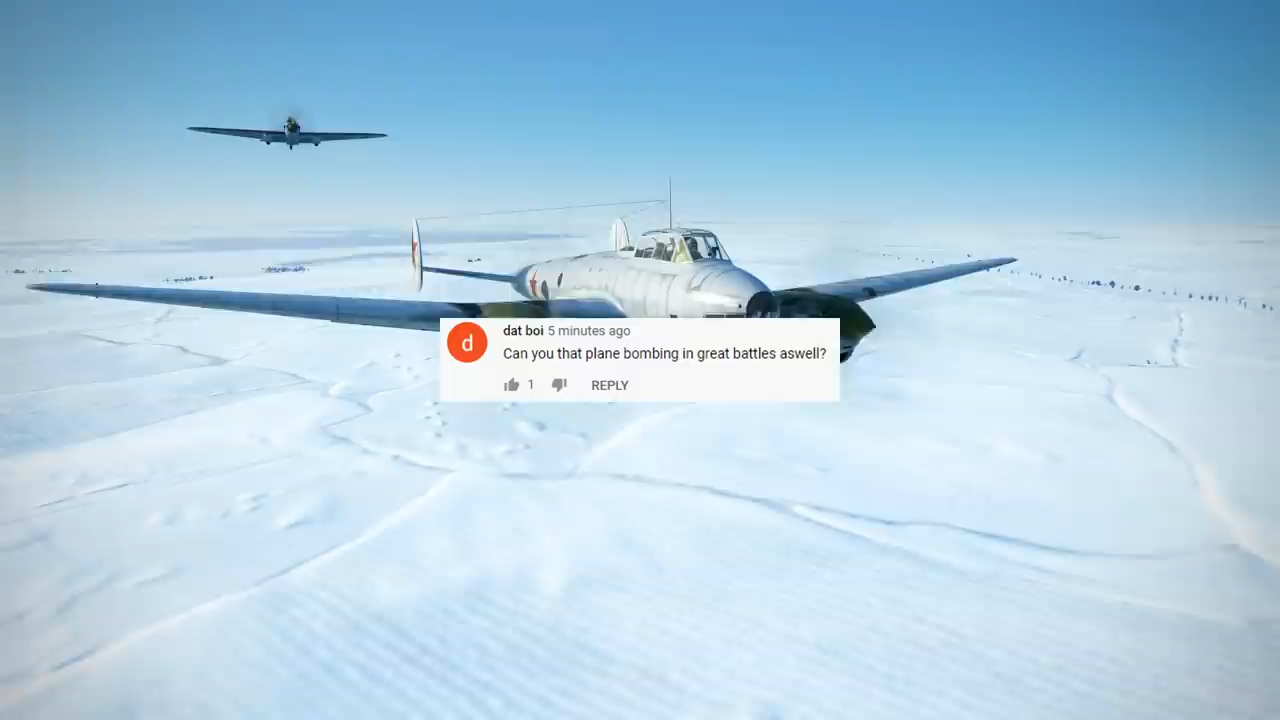 d
dat boi 5 minutes ago
Can you that plane bombing in great battles aswell?
1 REPLY